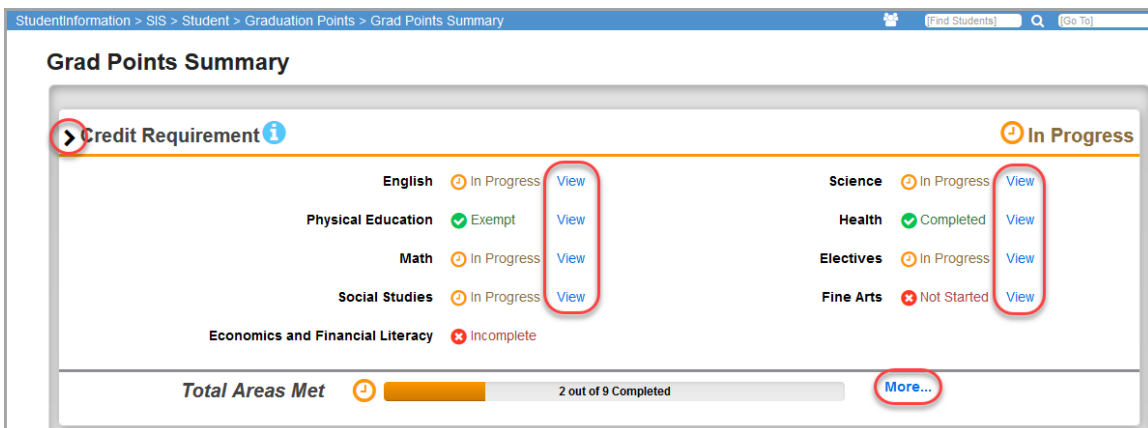 StudentInformation > SIS > Student > Graduation Points > Grad Points Summary [Find Students] [Go To]
Grad Points Summary
Credit Requirement i In Progress
English In Progress View Science In Progress View
Physical Education Exempt View Health Completed View
Math In Progress View Electives In Progress View
Social Studies In Progress View Fine Arts Not Started View
Economics and Financial Literacy Incomplete
Total Areas Met 2 out of 9 Completed More...